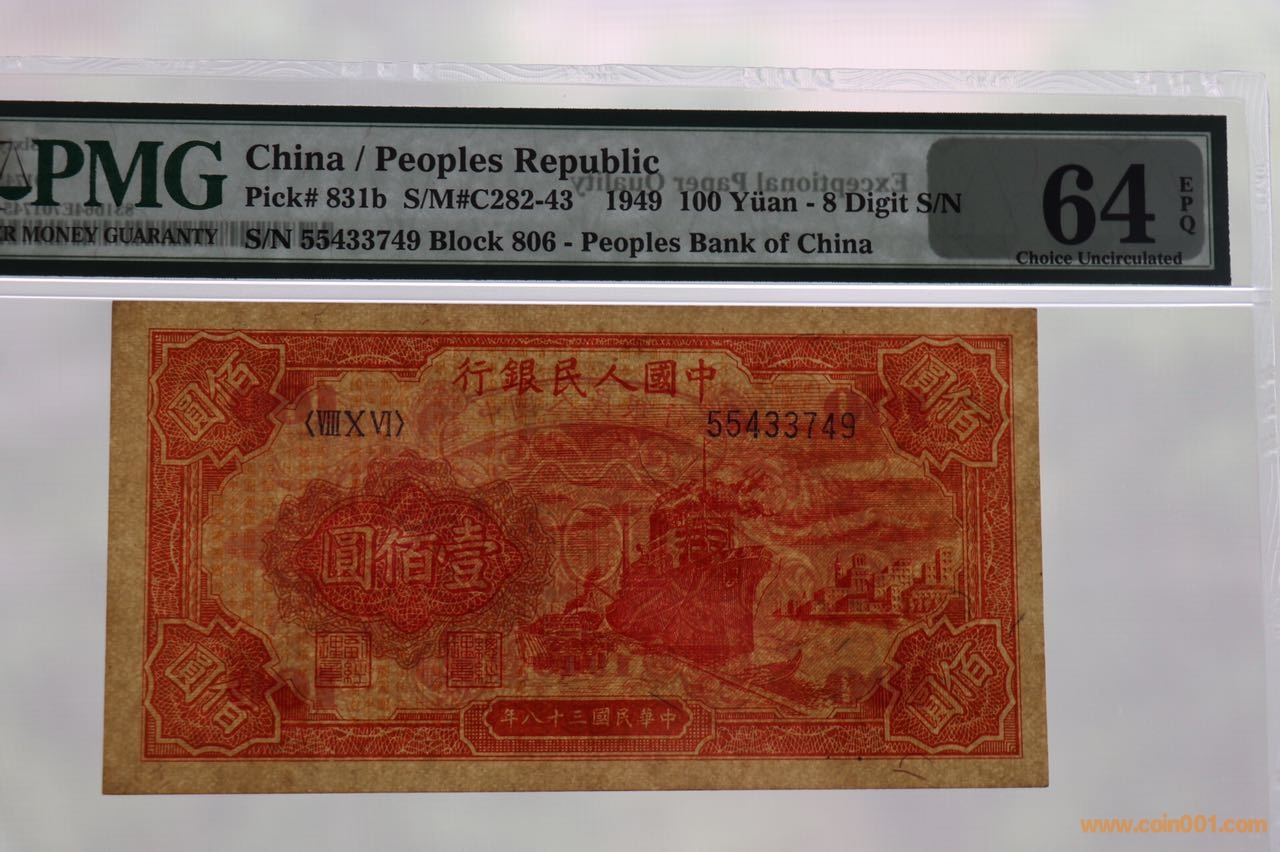 PMG
ER MONEY GUARANTY
China / Peoples Republic
Pick# 831b S/M#C282-43 1949 100 Yüan - 8 Digit S/N
S/N 55433749 Block 806 - Peoples Bank of China
Exceptional Paper Quality
64
EPQ
Choice Uncirculated
行銀民人國中
圓佰
圓佰
〈VIII X VI〉
55433749
圓佰壹
圓佰
圓佰
年八十三國民華中
www.coin001.com